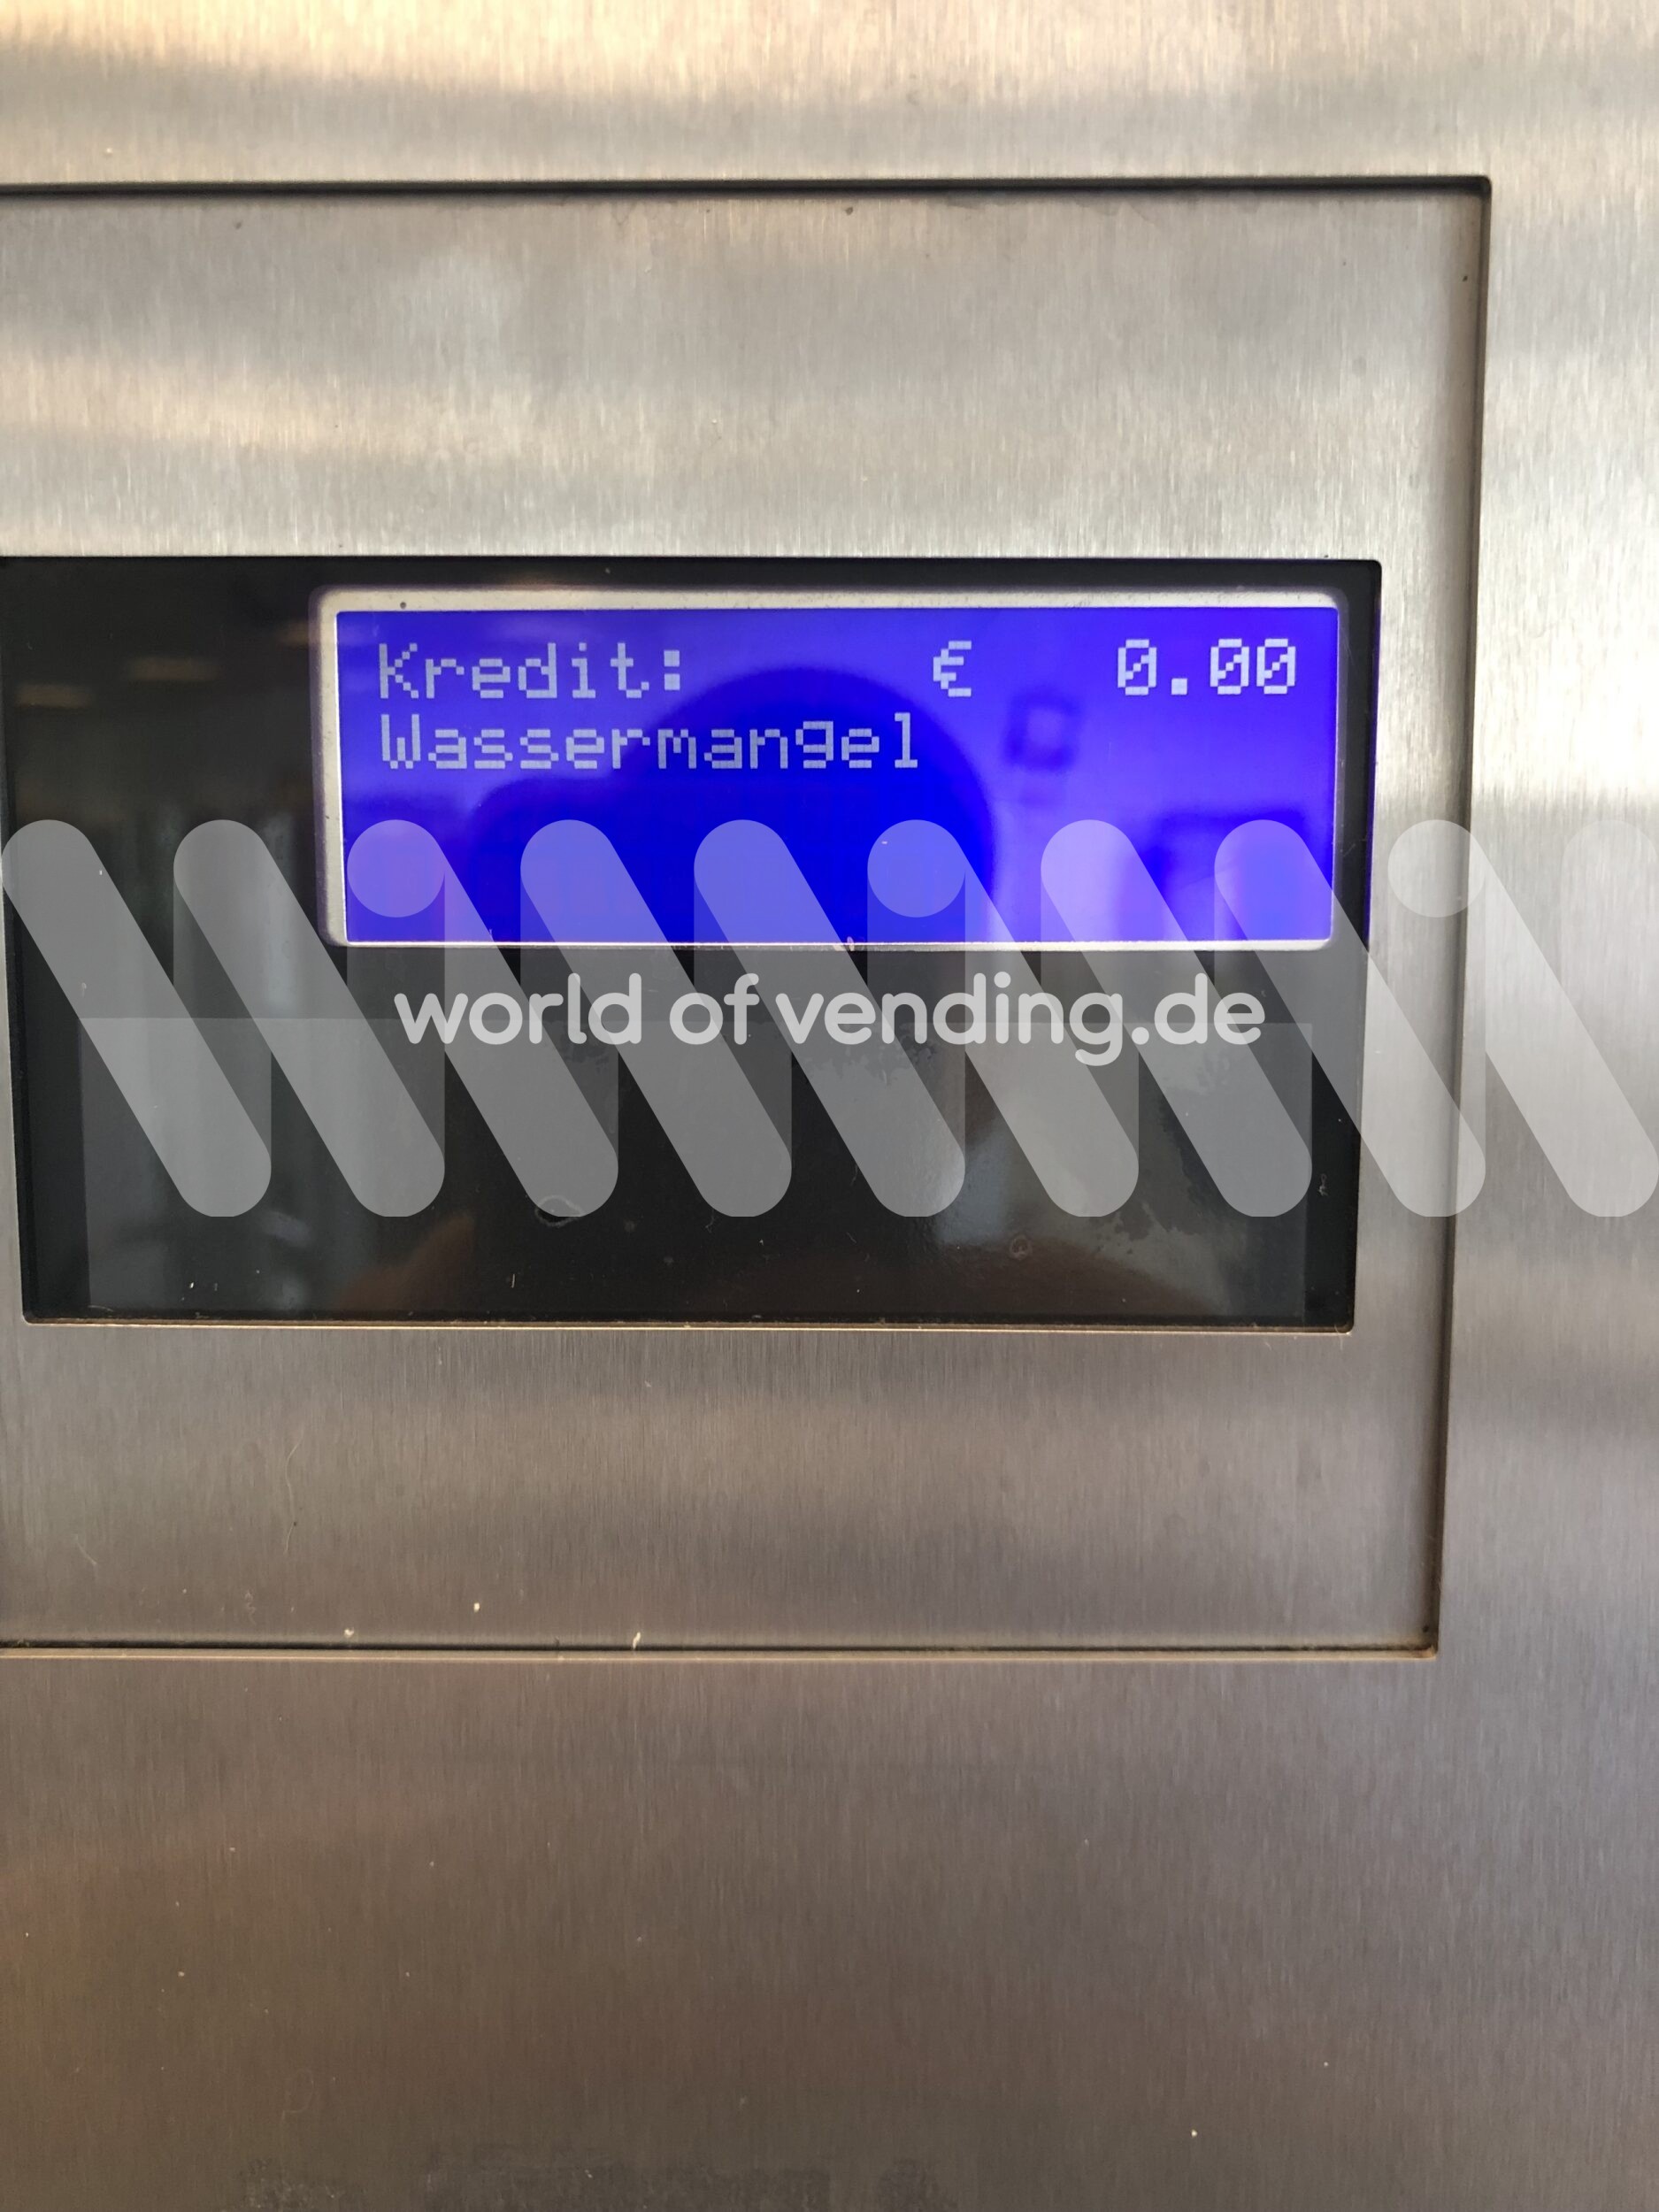 Kredit: € 0.00
Wassermangel
world of vending.de